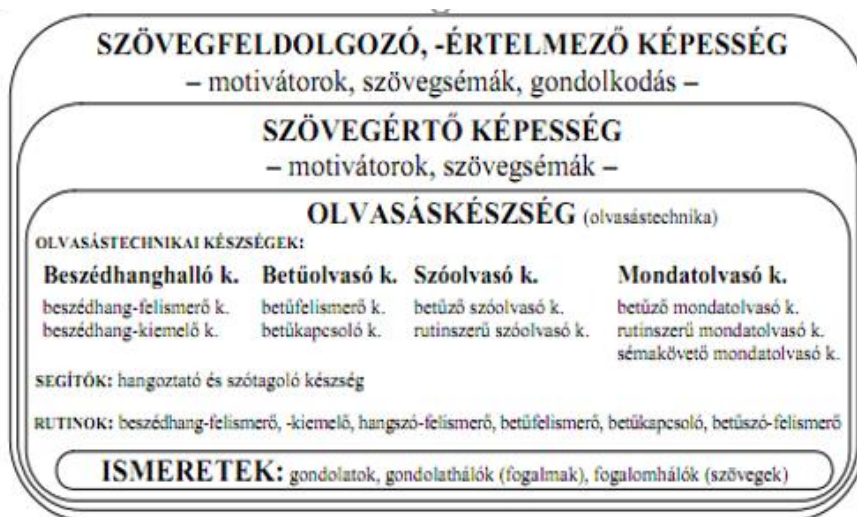 SZÖVEGFELDOLGOZÓ, -ÉRTELMEZŐ KÉPESSÉG
– motivátorok, szövegsémák, gondolkodás –
SZÖVEGÉRTŐ KÉPESSÉG
– motivátorok, szövegsémák –
OLVASÁSKÉSZSÉG (olvasástechnika)
OLVASÁSTECHNIKAI KÉSZSÉGEK:
Beszédhanghalló k. Betűolvasó k. Szóolvasó k. Mondatolvasó k.
beszédhang-felismerő k. betűfelismerő k. betűző szóolvasó k. betűző mondatolvasó k.
beszédhang-kiemelő k. betűkapcsoló k. rutinszerű szóolvasó k. rutinszerű mondatolvasó k.
sémakövető mondatolvasó k.
SEGÍTŐK: hangoztató és szótagoló készség
RUTINOK: beszédhang-felismerő, -kiemelő, hangszó-felismerő, betűfelismerő, betűkapcsoló, betűszó-felismerő
ISMERETEK: gondolatok, gondolathálók (fogalmak), fogalomhálók (szövegek)